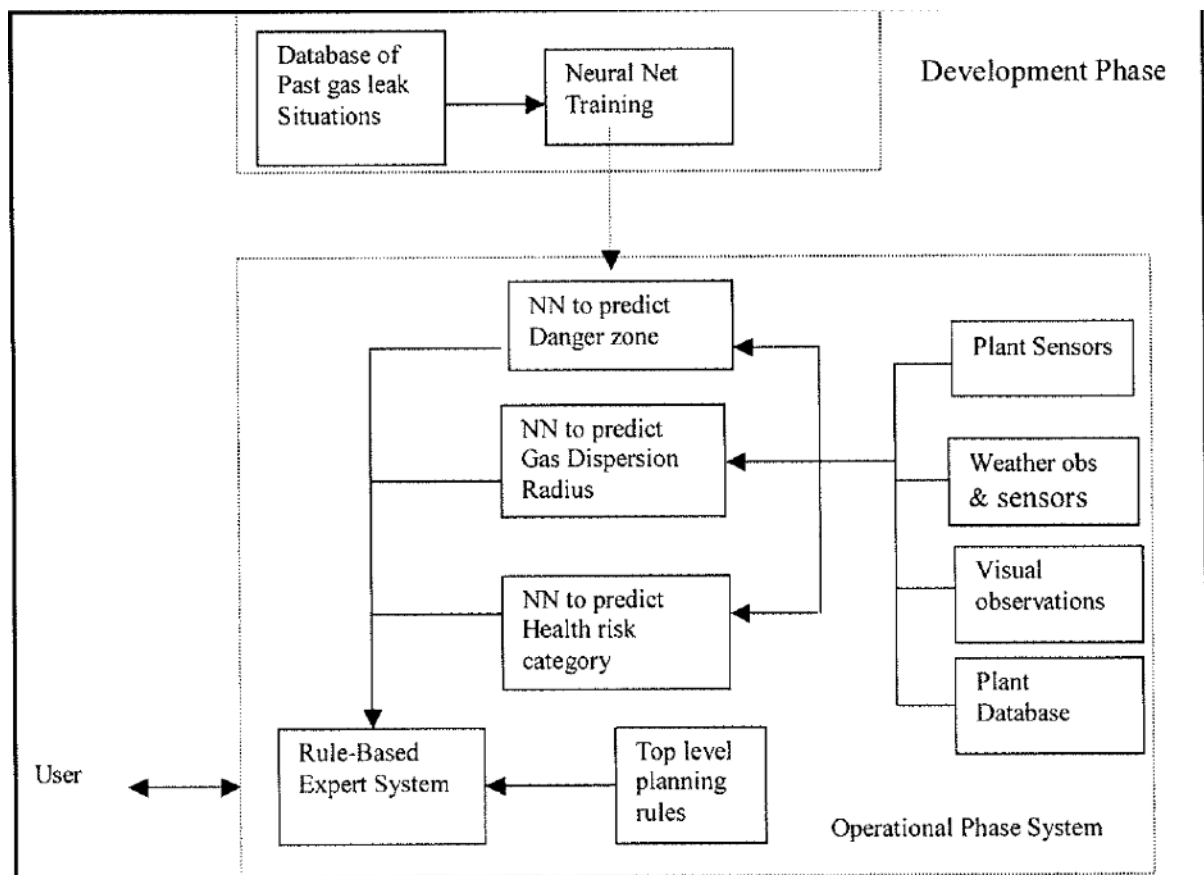 Database of
Past gas leak
Situations
Neural Net
Training
Development Phase
NN to predict
Danger zone
NN to predict
Gas Dispersion
Radius
NN to predict
Health risk
category
Plant Sensors
Weather obs
& sensors
Visual
observations
Plant
Database
User
Rule-Based
Expert System
Top level
planning
rules
Operational Phase System